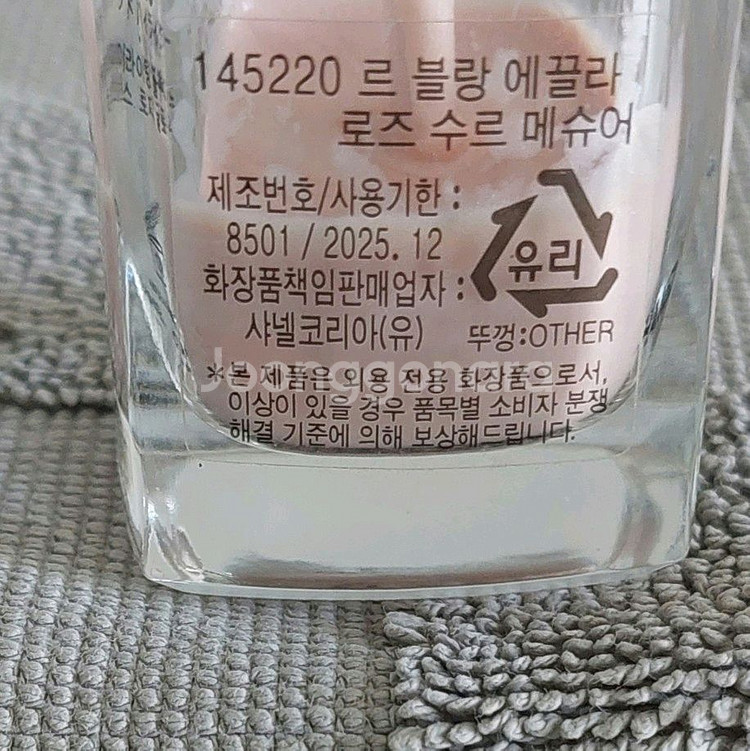 145220 르 블랑 에끌라
로즈 수르 메슈어
제조번호/사용기한 :
8501 / 2025. 12
화장품책임판매업자 :
샤넬코리아(유)
유리
뚜껑:OTHER
※본 제품은 외용 전용 화장품으로서,
이상이 있을 경우 품목별 소비자 분쟁
해결 기준에 의해 보상해드립니다.
Joonggonara